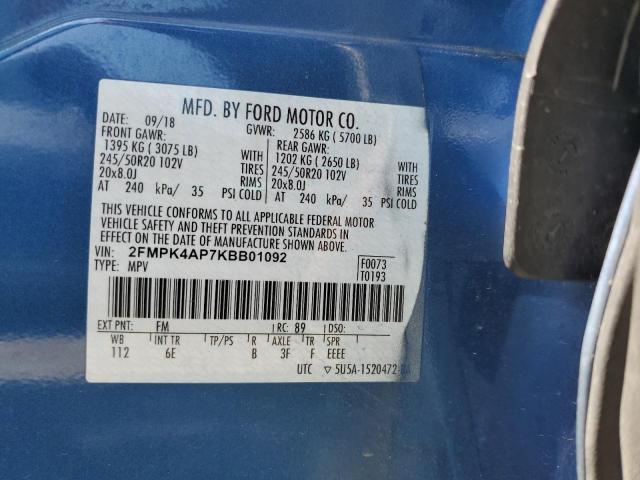 MFD. BY FORD MOTOR CO.
DATE: 09/18 GVWR: 2586 KG ( 5700 LB)
FRONT GAWR: REAR GAWR:
1395 KG ( 3075 LB) WITH 1202 KG ( 2650 LB) WITH
245/50R20 102V TIRES 245/50R20 102V TIRES
20x8.0J RIMS 20x8.0J RIMS
AT 240 kPa/ 35 PSI COLD AT 240 kPa/ 35 PSI COLD
THIS VEHICLE CONFORMS TO ALL APPLICABLE FEDERAL MOTOR
VEHICLE SAFETY AND THEFT PREVENTION STANDARDS IN
EFFECT ON THE DATE OF MANUFACTURE SHOWN ABOVE.
VIN: 2FMPK4AP7KBB01092 F0073
TYPE: MPV T0193
EXT PNT: FM RC: 89 DSO:
WB INT TR TP/PS R AXLE TR SPR
112 6E B 3F F EEEE
UTC ▽ 5U5A-1520472-